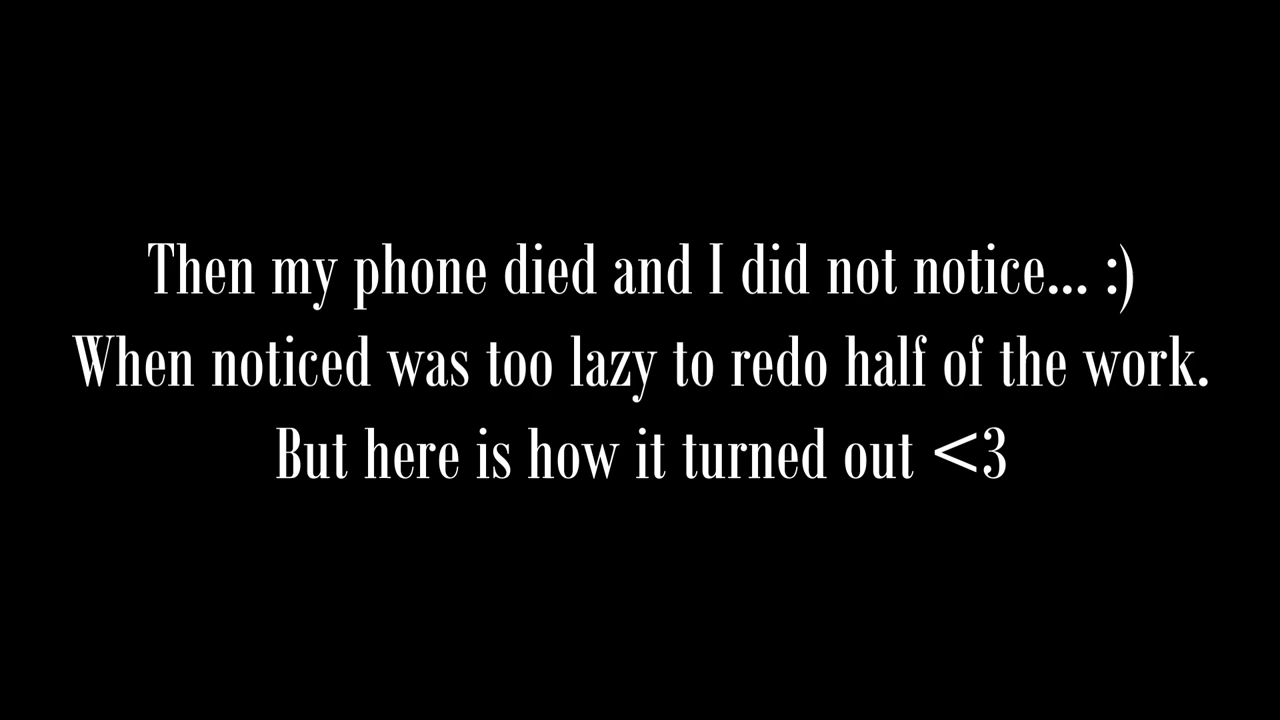 Then my phone died and I did not notice... :)
When noticed was too lazy to redo half of the work.
But here is how it turned out <3